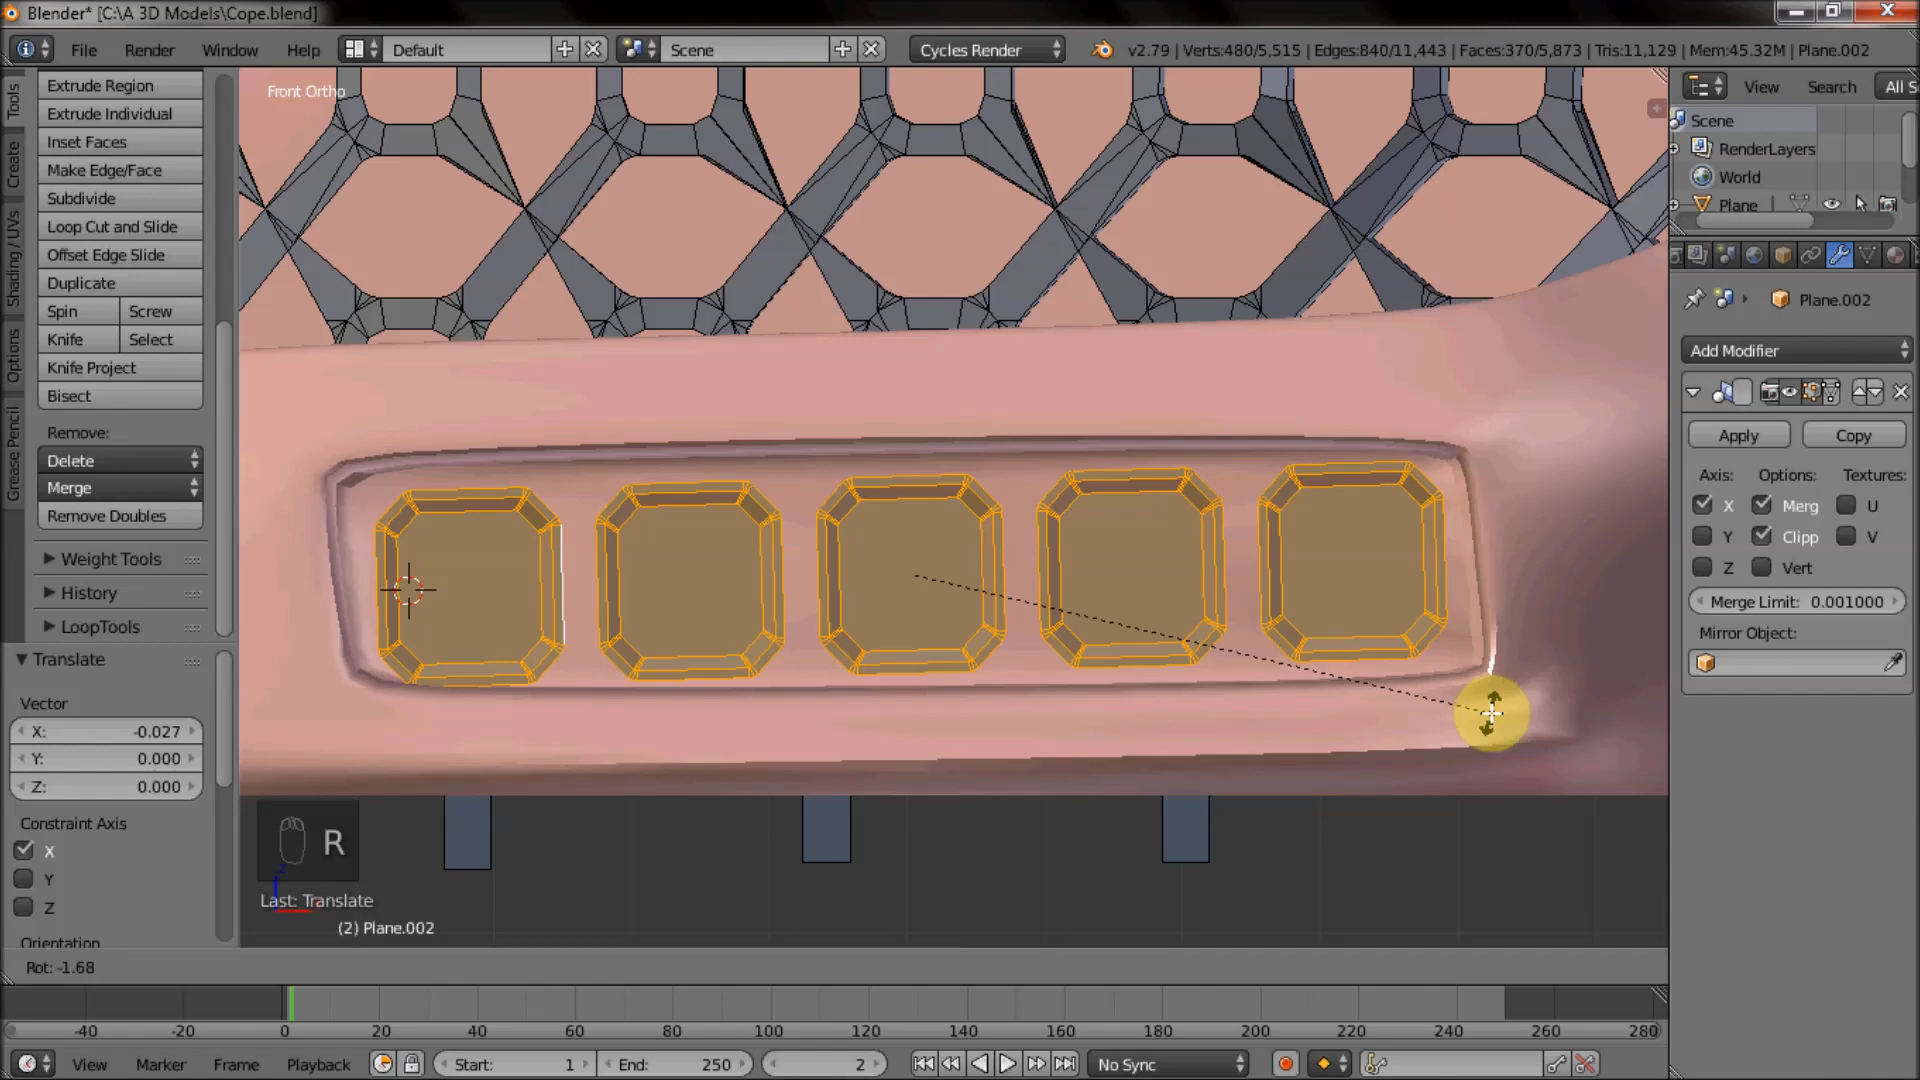 Blender* [C:\A 3D Models\Cope.blend]
File Render Window Help Default Scene Cycles Render v2.79 | Verts:480/5,515 | Edges:840/11,443 | Faces:370/5,873 | Tris:11,129 | Mem:45.32M | Plane.002
Tools
Create
Shading / UVs
Options
Grease Pencil
Extrude Region
Extrude Individual
Inset Faces
Make Edge/Face
Subdivide
Loop Cut and Slide
Offset Edge Slide
Duplicate
Spin Screw
Knife Select
Knife Project
Bisect
Remove:
Delete
Merge
Remove Doubles
Weight Tools
History
LoopTools
Translate
Vector
X: -0.027
Y: 0.000
Z: 0.000
Constraint Axis
X
Y
Z
Orientation
Front Ortho
R
Last: Translate
(2) Plane.002
Rot: -1.68
View Search All S
Scene
RenderLayers
World
Plane
Plane.002
Add Modifier
Apply Copy
Axis: Options: Textures:
X Merg U
Y Clipp V
Z Vert
Merge Limit: 0.001000
Mirror Object:
-40 -20 0 20 40 60 80 100 120 140 160 180 200 220 240 260 280
View Marker Frame Playback Start: 1 End: 250 2 No Sync